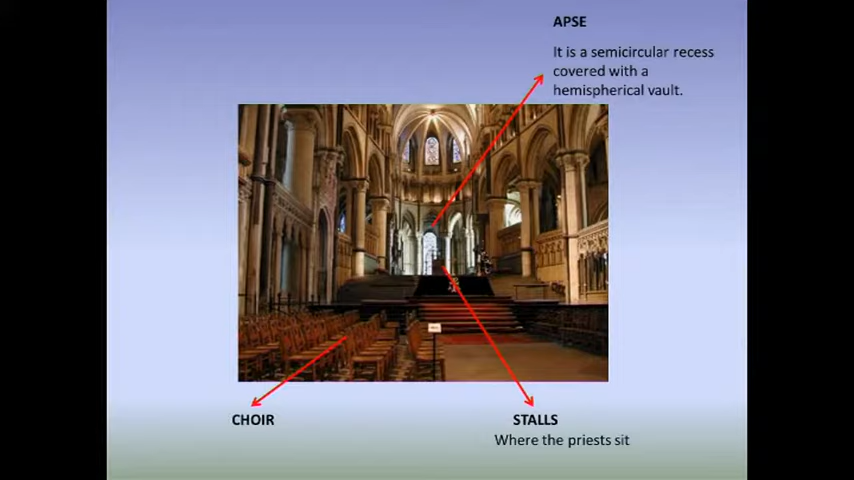 APSE
It is a semicircular recess
covered with a
hemispherical vault.
CHOIR
STALLS
Where the priests sit